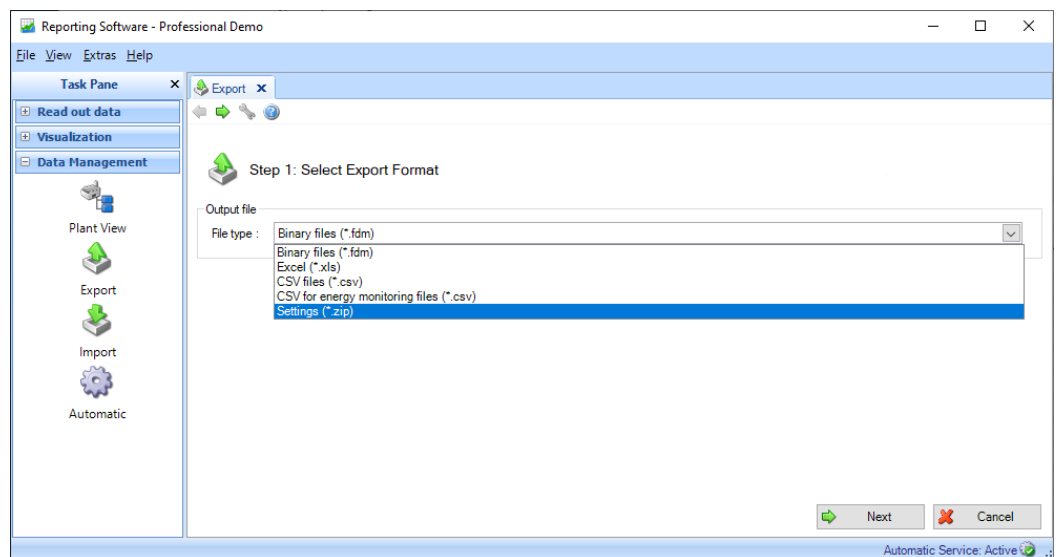 Reporting Software - Professional Demo
File View Extras Help
Task Pane
Export
Read out data
Visualization
Data Management
Step 1: Select Export Format
Output file
File type : Binary files (*.fdm)
Binary files (*.fdm)
Excel (*.xls)
CSV files (*.csv)
CSV for energy monitoring files (*.csv)
Settings (*.zip)
Plant View
Export
Import
Automatic
Next
Cancel
Automatic Service: Active